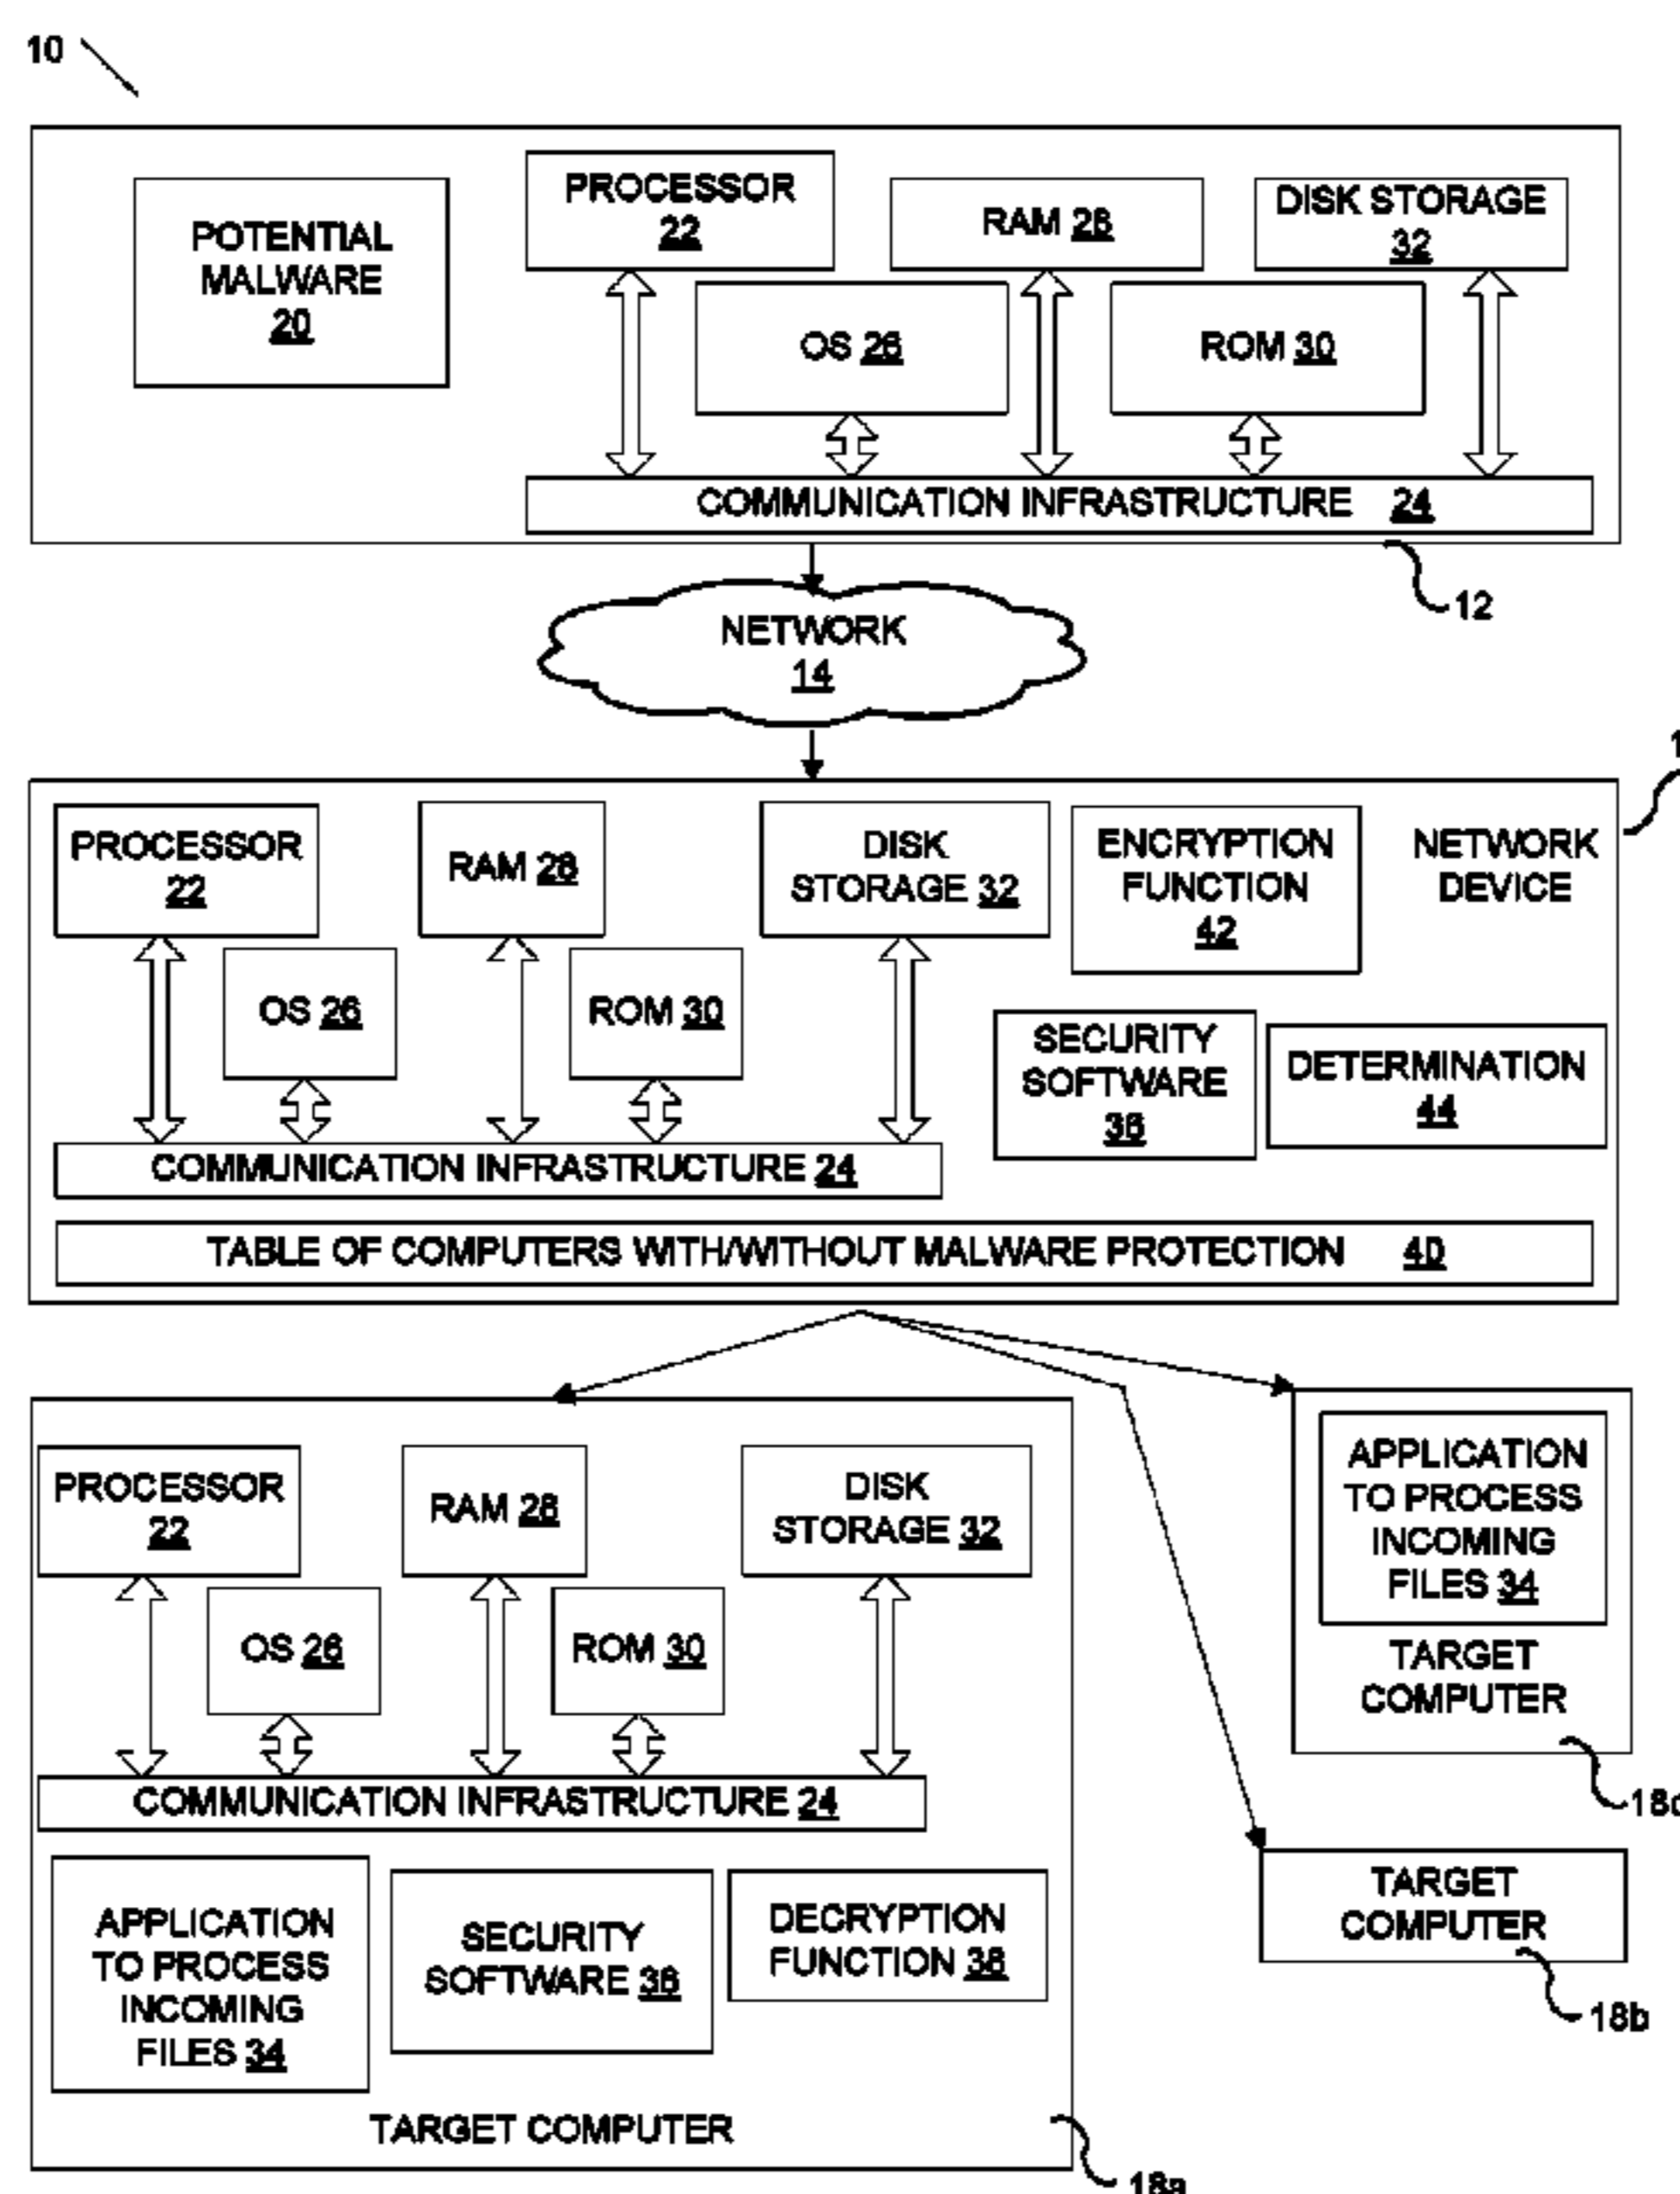 10
POTENTIAL
MALWARE
20
PROCESSOR
22
RAM 28
DISK STORAGE
32
OS 26
ROM 30
COMMUNICATION INFRASTRUCTURE 24
12
NETWORK
14
PROCESSOR
22
RAM 28
DISK
STORAGE 32
ENCRYPTION
FUNCTION
42
NETWORK
DEVICE
OS 26
ROM 30
SECURITY
SOFTWARE
36
DETERMINATION
44
COMMUNICATION INFRASTRUCTURE 24
TABLE OF COMPUTERS WITH/WITHOUT MALWARE PROTECTION 40
PROCESSOR
22
RAM 28
DISK
STORAGE 32
OS 26
ROM 30
COMMUNICATION INFRASTRUCTURE 24
APPLICATION
TO PROCESS
INCOMING
FILES 34
SECURITY
SOFTWARE 36
DECRYPTION
FUNCTION 38
TARGET COMPUTER
18a
APPLICATION
TO PROCESS
INCOMING
FILES 34
TARGET
COMPUTER
18c
TARGET
COMPUTER
18b